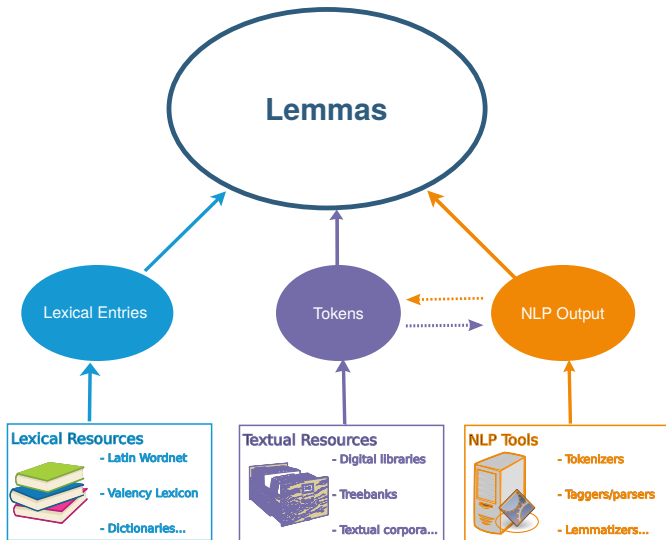 Lemmas
Lexical Entries
Tokens
NLP Output
Lexical Resources
- Latin Wordnet
- Valency Lexicon
- Dictionaries...
Textual Resources
- Digital libraries
- Treebanks
- Textual corpora...
NLP Tools
- Tokenizers
- Taggers/parsers
- Lemmatizers...